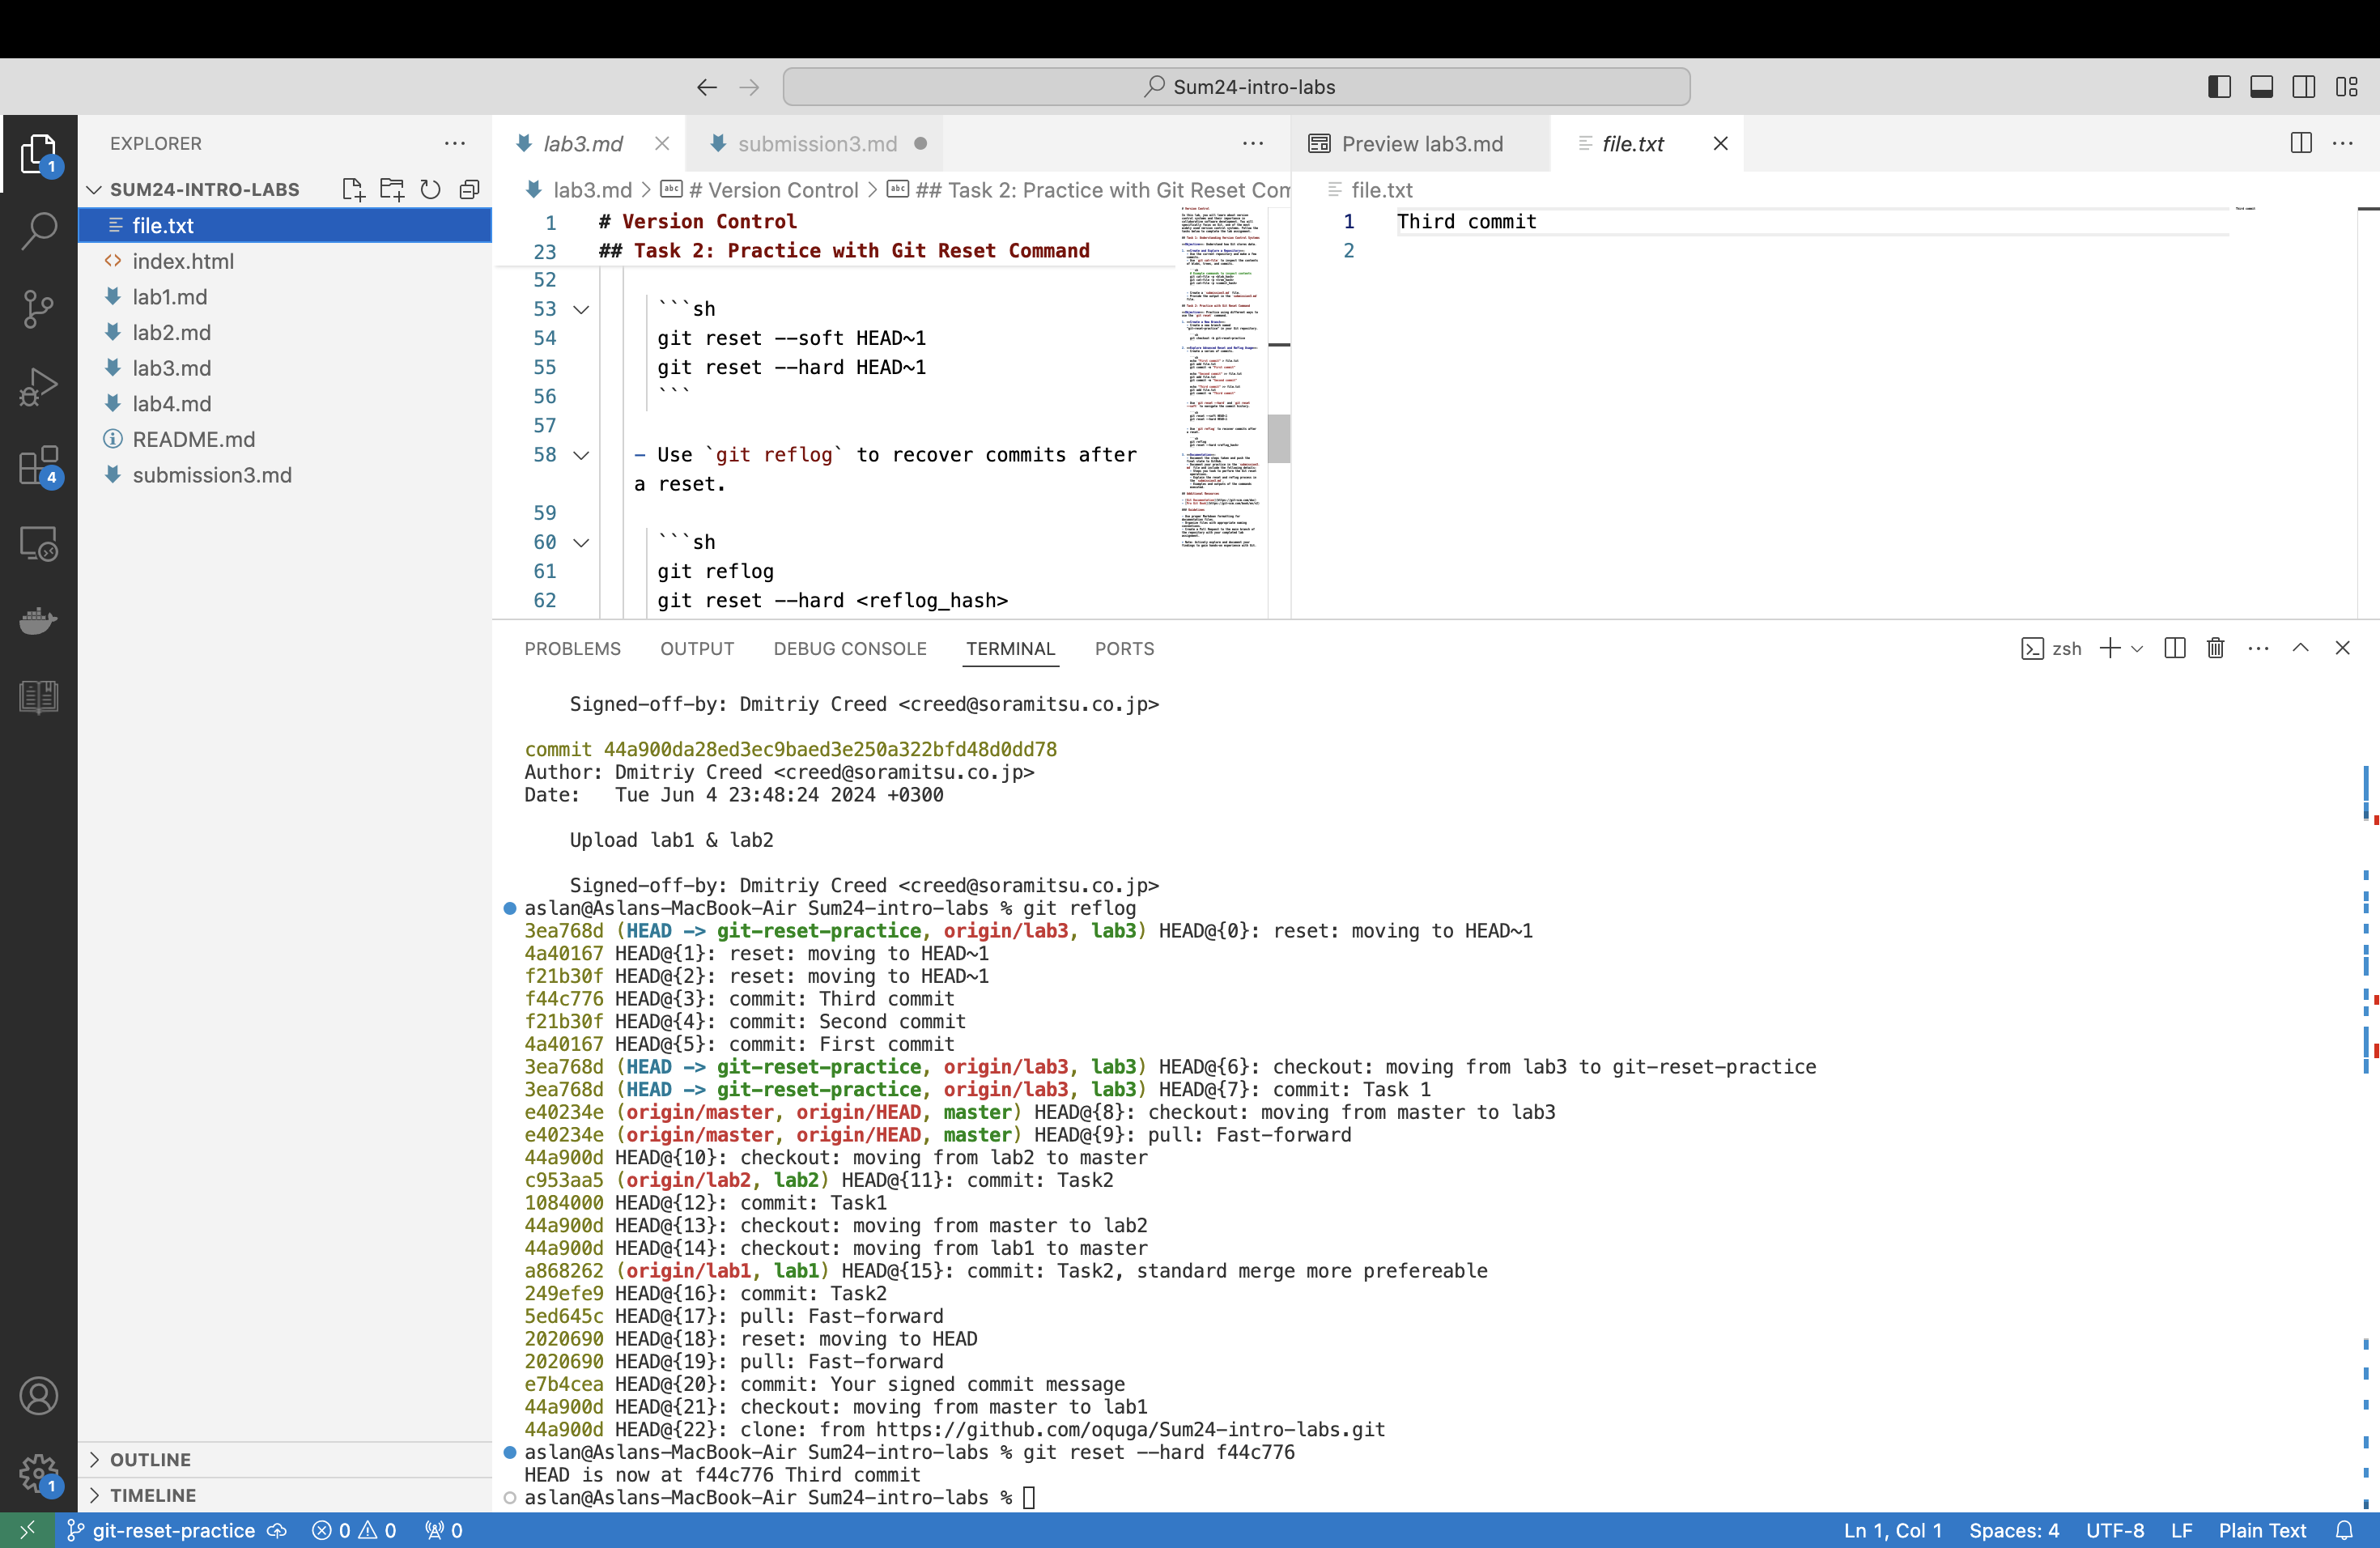 Sum24-intro-labs
EXPLORER
SUM24-INTRO-LABS
file.txt
index.html
lab1.md
lab2.md
lab3.md
lab4.md
README.md
submission3.md
OUTLINE
TIMELINE
lab3.md
submission3.md
lab3.md > # Version Control > ## Task 2: Practice with Git Reset Com
1 # Version Control
23 ## Task 2: Practice with Git Reset Command
52
53 ```sh
54 git reset --soft HEAD~1
55 git reset --hard HEAD~1
56 ```
57
58 - Use `git reflog` to recover commits after
a reset.
59
60 ```sh
61 git reflog
62 git reset --hard <reflog_hash>
Preview lab3.md
file.txt
file.txt
1 Third commit
2
PROBLEMS OUTPUT DEBUG CONSOLE TERMINAL PORTS
zsh
Signed-off-by: Dmitriy Creed <creed@soramitsu.co.jp>
commit 44a900da28ed3ec9baed3e250a322bfd48d0dd78
Author: Dmitriy Creed <creed@soramitsu.co.jp>
Date:   Tue Jun 4 23:48:24 2024 +0300
Upload lab1 & lab2
Signed-off-by: Dmitriy Creed <creed@soramitsu.co.jp>
aslan@Aslans-MacBook-Air Sum24-intro-labs % git reflog
3ea768d (HEAD -> git-reset-practice, origin/lab3, lab3) HEAD@{0}: reset: moving to HEAD~1
4a40167 HEAD@{1}: reset: moving to HEAD~1
f21b30f HEAD@{2}: reset: moving to HEAD~1
f44c776 HEAD@{3}: commit: Third commit
f21b30f HEAD@{4}: commit: Second commit
4a40167 HEAD@{5}: commit: First commit
3ea768d (HEAD -> git-reset-practice, origin/lab3, lab3) HEAD@{6}: checkout: moving from lab3 to git-reset-practice
3ea768d (HEAD -> git-reset-practice, origin/lab3, lab3) HEAD@{7}: commit: Task 1
e40234e (origin/master, origin/HEAD, master) HEAD@{8}: checkout: moving from master to lab3
e40234e (origin/master, origin/HEAD, master) HEAD@{9}: pull: Fast-forward
44a900d HEAD@{10}: checkout: moving from lab2 to master
c953aa5 (origin/lab2, lab2) HEAD@{11}: commit: Task2
1084000 HEAD@{12}: commit: Task1
44a900d HEAD@{13}: checkout: moving from master to lab2
44a900d HEAD@{14}: checkout: moving from lab1 to master
a868262 (origin/lab1, lab1) HEAD@{15}: commit: Task2, standard merge more prefereable
249efe9 HEAD@{16}: commit: Task2
5ed645c HEAD@{17}: pull: Fast-forward
2020690 HEAD@{18}: reset: moving to HEAD
2020690 HEAD@{19}: pull: Fast-forward
e7b4cea HEAD@{20}: commit: Your signed commit message
44a900d HEAD@{21}: checkout: moving from master to lab1
44a900d HEAD@{22}: clone: from https://github.com/oquga/Sum24-intro-labs.git
aslan@Aslans-MacBook-Air Sum24-intro-labs % git reset --hard f44c776
HEAD is now at f44c776 Third commit
aslan@Aslans-MacBook-Air Sum24-intro-labs %
git-reset-practice 0 0 0
Ln 1, Col 1 Spaces: 4 UTF-8 LF Plain Text
1
4
1